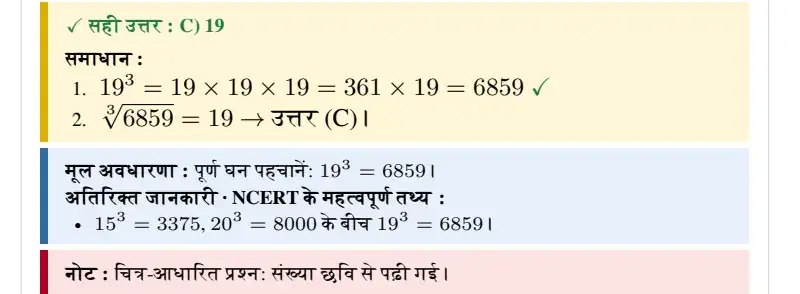 ✓ सही उत्तर : C) 19
समाधान :
1. 19³ = 19 × 19 × 19 = 361 × 19 = 6859 ✓
2. ∛6859 = 19 → उत्तर (C)।
मूल अवधारणा : पूर्ण घन पहचानें: 19³ = 6859।
अतिरिक्त जानकारी · NCERT के महत्वपूर्ण तथ्य :
• 15³ = 3375, 20³ = 8000 के बीच 19³ = 6859।
नोट : चित्र-आधारित प्रश्न: संख्या छवि से पढ़ी गई।